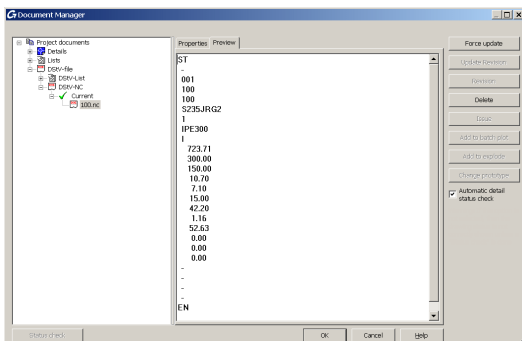 Document Manager
Project documents
Details
Lists
DStV-file
DStV-List
DStV-NC
Current
100.nc
Properties Preview
ST
-
001
100
100
S235JRG2
1
IPE300
I
723.71
300.00
150.00
10.70
7.10
15.00
42.20
1.16
52.63
0.00
0.00
0.00
-
-
-
-
EN
Force update
Update Revision
Revision
Delete
Issue
Add to batch plot
Add to explode
Change prototype
Automatic detail
status check
Status check
OK Cancel Help